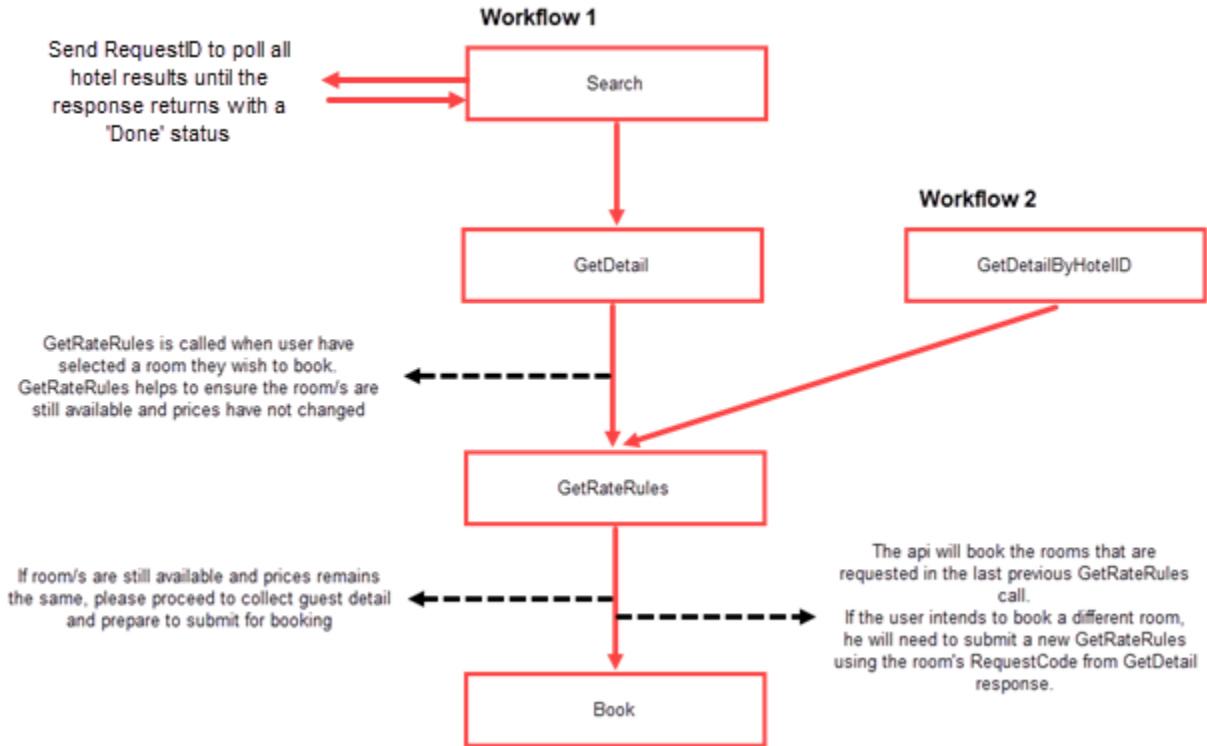 Workflow 1
Send RequestID to poll all
hotel results until the
response returns with a
'Done' status
Search
Workflow 2
GetDetail
GetDetailByHotelID
GetRateRules is called when user have
selected a room they wish to book.
GetRateRules helps to ensure the room/s are
still available and prices have not changed
GetRateRules
If room/s are still available and prices remains
the same, please proceed to collect guest detail
and prepare to submit for booking
The api will book the rooms that are
requested in the last previous GetRateRules
call.
If the user intends to book a different room,
he will need to submit a new GetRateRules
using the room's RequestCode from GetDetail
response.
Book